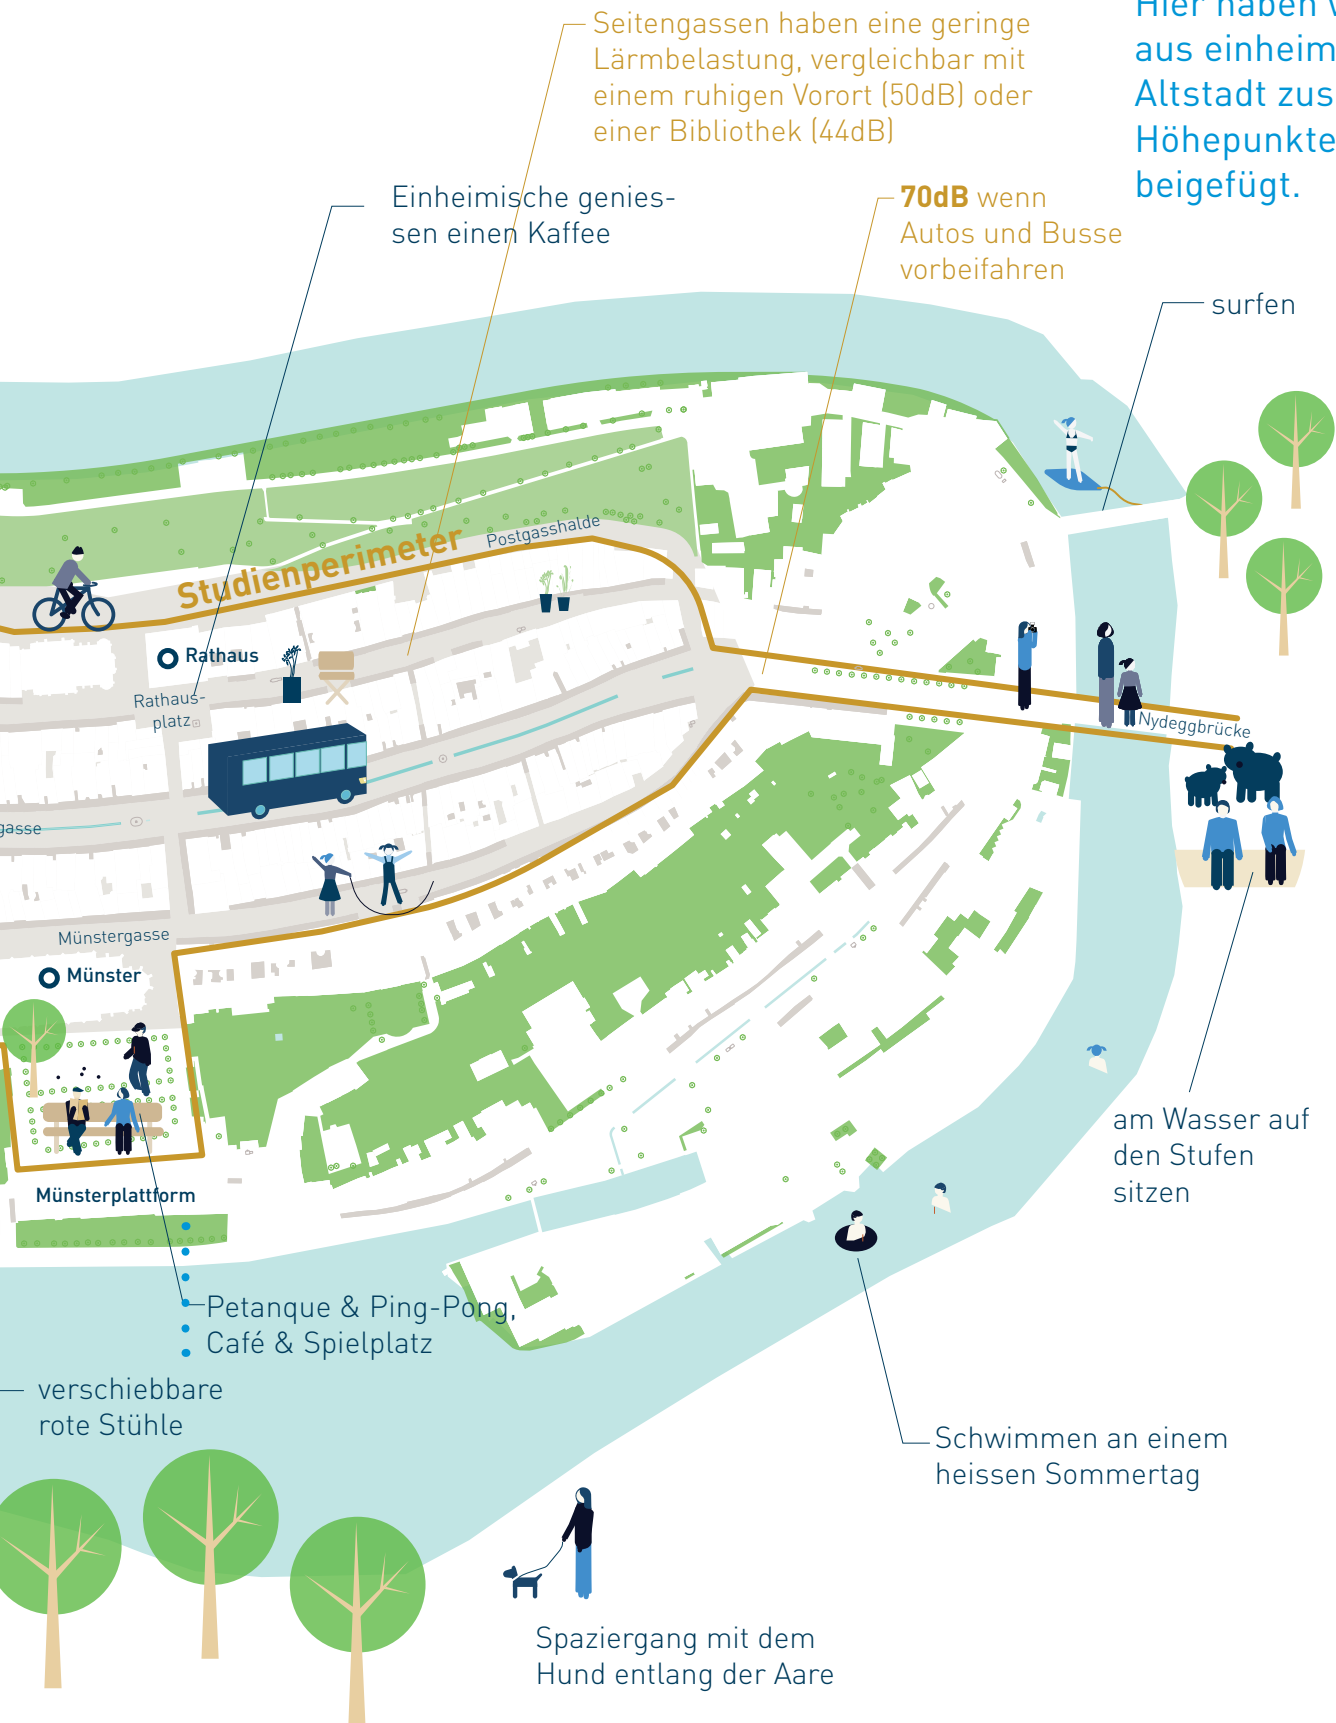 Hier haben
aus einheim
Altstadt zus
Höhepunkte
beigefügt.
Seitengassen haben eine geringe
Lärmbelastung, vergleichbar mit
einem ruhigen Vorort (50dB) oder
einer Bibliothek (44dB)
Einheimische genies-
sen einen Kaffee
70dB wenn
Autos und Busse
vorbeifahren
surfen
Studienperimeter
Postgasshalde
Rathaus
Rathaus-
platz
Nydeggbrücke
gasse
Münstergasse
Münster
Münsterplattform
am Wasser auf
den Stufen
sitzen
Petanque & Ping-Pong,
Café & Spielplatz
verschiebbare
rote Stühle
Schwimmen an einem
heissen Sommertag
Spaziergang mit dem
Hund entlang der Aare